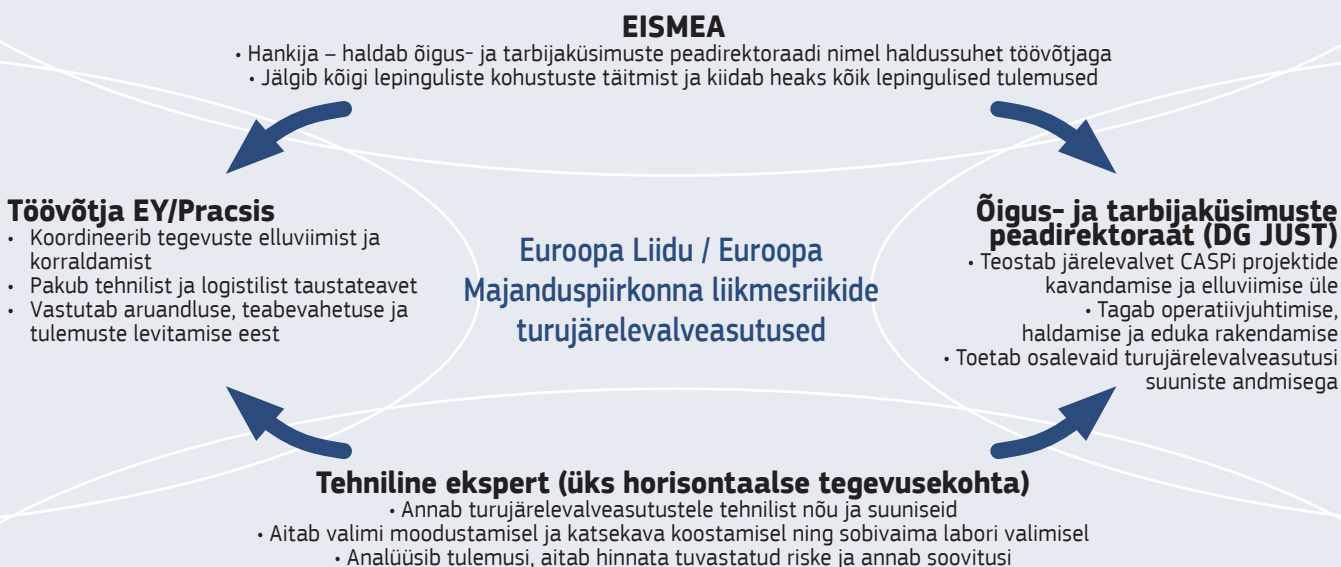 EISMEA
• Hankija – haldab õigus- ja tarbijaküsimuste peadirektoraadi nimel haldussuhet töövõtjaga
• Jälgib kõigi lepinguliste kohustuste täitmist ja kiidab heaks kõik lepingulised tulemused
Töövõtja EY/Pracsis
• Koordineerib tegevuste elluviimist ja
korraldamist
• Pakub tehnilist ja logistilist taustateavet
• Vastutab aruandluse, teabevahetuse ja
tulemuste levitamise eest
Euroopa Liidu / Euroopa
Majanduspiirkonna liikmesriikide
turujärelevalveasutused
Õigus- ja tarbijaküsimuste
peadirektoraat (DG JUST)
• Teostab järelevalvet CASPi projektide
kavandamise ja elluviimise üle
• Tagab operatiivjuhtimise,
haldamise ja eduka rakendamise
• Toetab osalevaid turujärelevalveasutusi
suuniste andmisega
Tehniline ekspert (üks horisontaalse tegevusekohta)
• Annab turujärelevalveasutustele tehnilist nõu ja suuniseid
• Aitab valimi moodustamisel ja katsekava koostamisel ning sobivaima labori valimisel
• Analüüsib tulemusi, aitab hinnata tuvastatud riske ja annab soovitusi